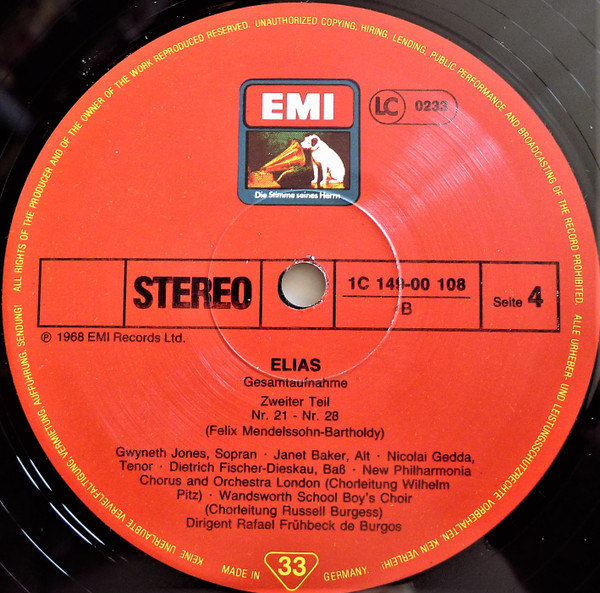 EMI
Die Stimme seines Herrn
LC 0233
STEREO
1C 149-00 108
B
Seite 4
℗ 1968 EMI Records Ltd.
ELIAS
Gesamtaufnahme
Zweiter Teil
Nr. 21 - Nr. 28
(Felix Mendelssohn-Bartholdy)
Gwyneth Jones, Sopran · Janet Baker, Alt · Nicolai Gedda,
Tenor · Dietrich Fischer-Dieskau, Baß · New Philharmonia
Chorus and Orchestra London (Chorleitung Wilhelm
Pitz) · Wandsworth School Boy's Choir
(Chorleitung Russell Burgess)
Dirigent Rafael Frühbeck de Burgos
ALL RIGHTS OF THE PRODUCER AND OF THE OWNER OF THE WORK REPRODUCED RESERVED. UNAUTHORIZED COPYING, HIRING, LENDING, PUBLIC PERFORMANCE AND BROADCASTING OF THE RECORD PROHIBITED. ALLE URHEBER- UND LEISTUNGSSCHUTZRECHTE VORBEHALTEN. KEIN VERLEIH! KEINE UNERLAUBTE VERVIELFÄLTIGUNG, VERMIETUNG, AUFFÜHRUNG, SENDUNG!
MADE IN 33 GERMANY.